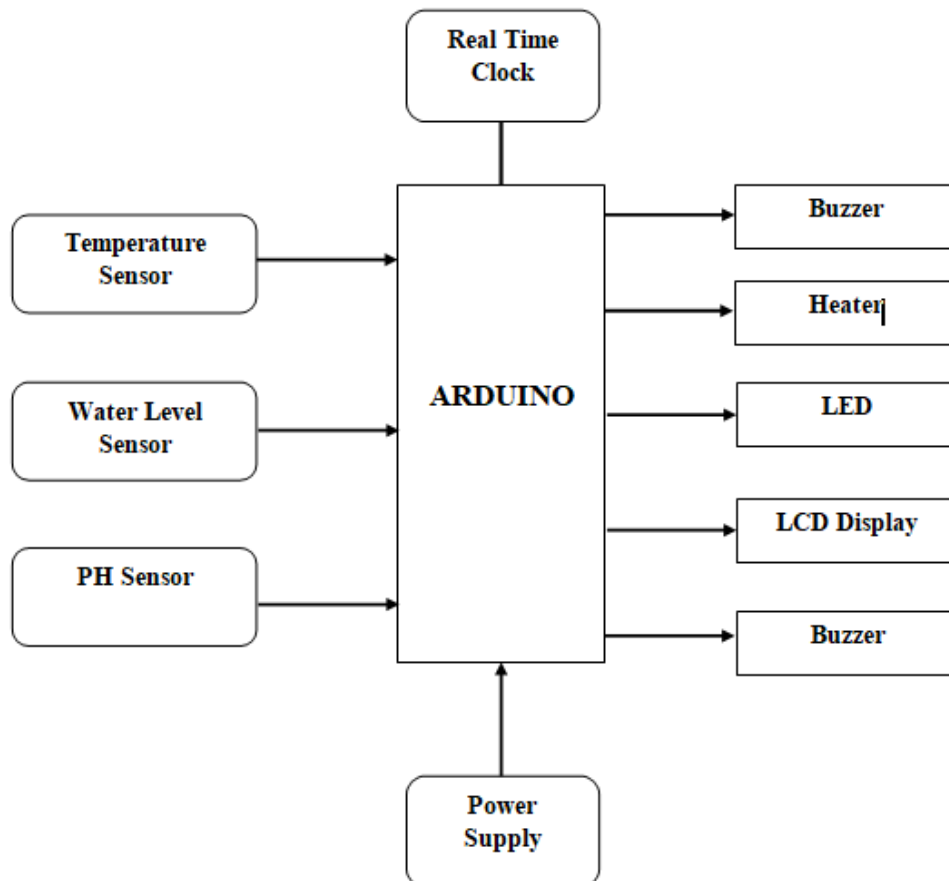 Real Time
Clock
Temperature
Sensor
Water Level
Sensor
PH Sensor
ARDUINO
Buzzer
Heater
LED
LCD Display
Buzzer
Power
Supply